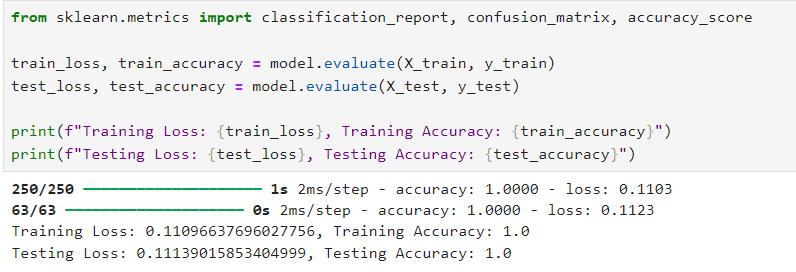 from sklearn.metrics import classification_report, confusion_matrix, accuracy_score
train_loss, train_accuracy = model.evaluate(X_train, y_train)
test_loss, test_accuracy = model.evaluate(X_test, y_test)
print(f"Training Loss: {train_loss}, Training Accuracy: {train_accuracy}")
print(f"Testing Loss: {test_loss}, Testing Accuracy: {test_accuracy}")
250/250 ━━━━━━━━━━━━━━━━━━━━ 1s 2ms/step - accuracy: 1.0000 - loss: 0.1103
63/63 ━━━━━━━━━━━━━━━━━━━━ 0s 2ms/step - accuracy: 1.0000 - loss: 0.1123
Training Loss: 0.11096637696027756, Training Accuracy: 1.0
Testing Loss: 0.11139015853404999, Testing Accuracy: 1.0